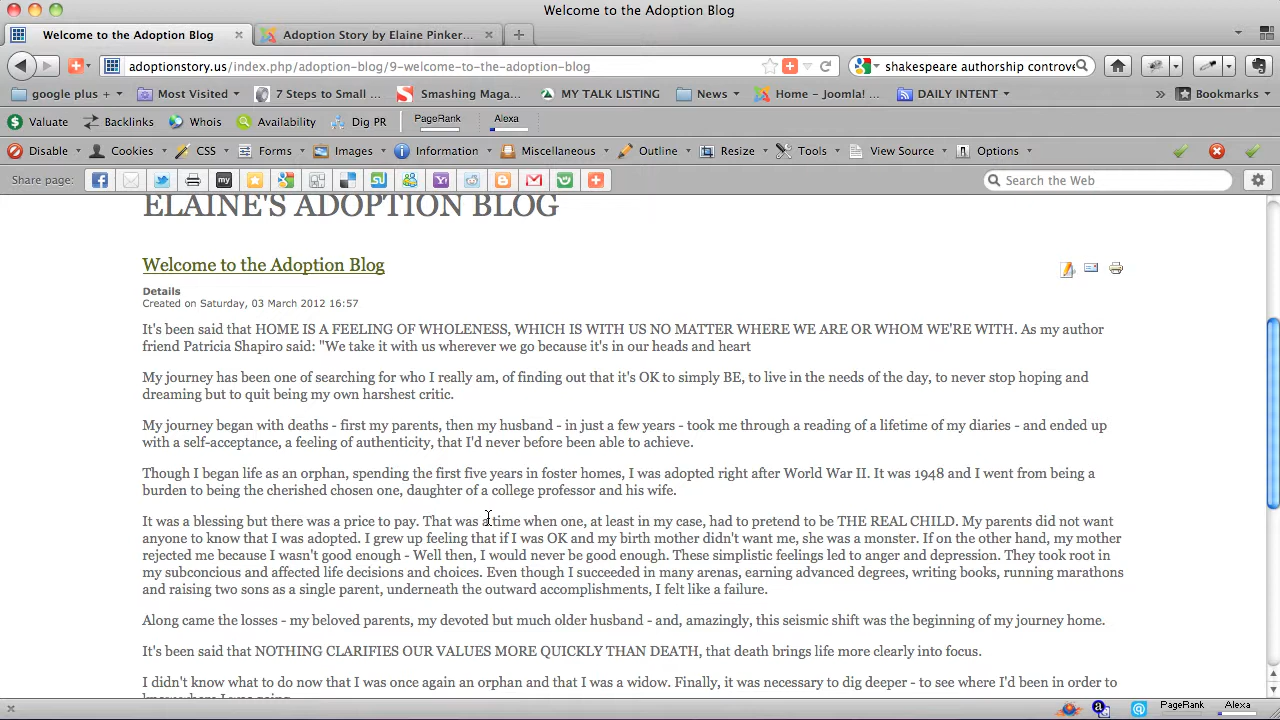 Welcome to the Adoption Blog
Welcome to the Adoption Blog
Adoption Story by Elaine Pinker...
adoptionstory.us/index.php/adoption-blog/9-welcome-to-the-adoption-blog
shakespeare authorship controve
google plus +
Most Visited
7 Steps to Small ...
Smashing Maga...
MY TALK LISTING
News
Home - Joomla! ...
DAILY INTENT
Bookmarks
Valuate
Backlinks
Whois
Availability
Dig PR
PageRank
Alexa
Disable
Cookies
CSS
Forms
Images
Information
Miscellaneous
Outline
Resize
Tools
View Source
Options
Share page:
my
Search the Web
ELAINE'S ADOPTION BLOG
Welcome to the Adoption Blog
Details
Created on Saturday, 03 March 2012 16:57
It's been said that HOME IS A FEELING OF WHOLENESS, WHICH IS WITH US NO MATTER WHERE WE ARE OR WHOM WE'RE WITH. As my author
friend Patricia Shapiro said: "We take it with us wherever we go because it's in our heads and heart
My journey has been one of searching for who I really am, of finding out that it's OK to simply BE, to live in the needs of the day, to never stop hoping and
dreaming but to quit being my own harshest critic.
My journey began with deaths - first my parents, then my husband - in just a few years - took me through a reading of a lifetime of my diaries - and ended up
with a self-acceptance, a feeling of authenticity, that I'd never before been able to achieve.
Though I began life as an orphan, spending the first five years in foster homes, I was adopted right after World War II. It was 1948 and I went from being a
burden to being the cherished chosen one, daughter of a college professor and his wife.
It was a blessing but there was a price to pay. That was a time when one, at least in my case, had to pretend to be THE REAL CHILD. My parents did not want
anyone to know that I was adopted. I grew up feeling that if I was OK and my birth mother didn't want me, she was a monster. If on the other hand, my mother
rejected me because I wasn't good enough - Well then, I would never be good enough. These simplistic feelings led to anger and depression. They took root in
my subconcious and affected life decisions and choices. Even though I succeeded in many arenas, earning advanced degrees, writing books, running marathons
and raising two sons as a single parent, underneath the outward accomplishments, I felt like a failure.
Along came the losses - my beloved parents, my devoted but much older husband - and, amazingly, this seismic shift was the beginning of my journey home.
It's been said that NOTHING CLARIFIES OUR VALUES MORE QUICKLY THAN DEATH, that death brings life more clearly into focus.
I didn't know what to do now that I was once again an orphan and that I was a widow. Finally, it was necessary to dig deeper - to see where I'd been in order to
know where I was going
PageRank
Alexa